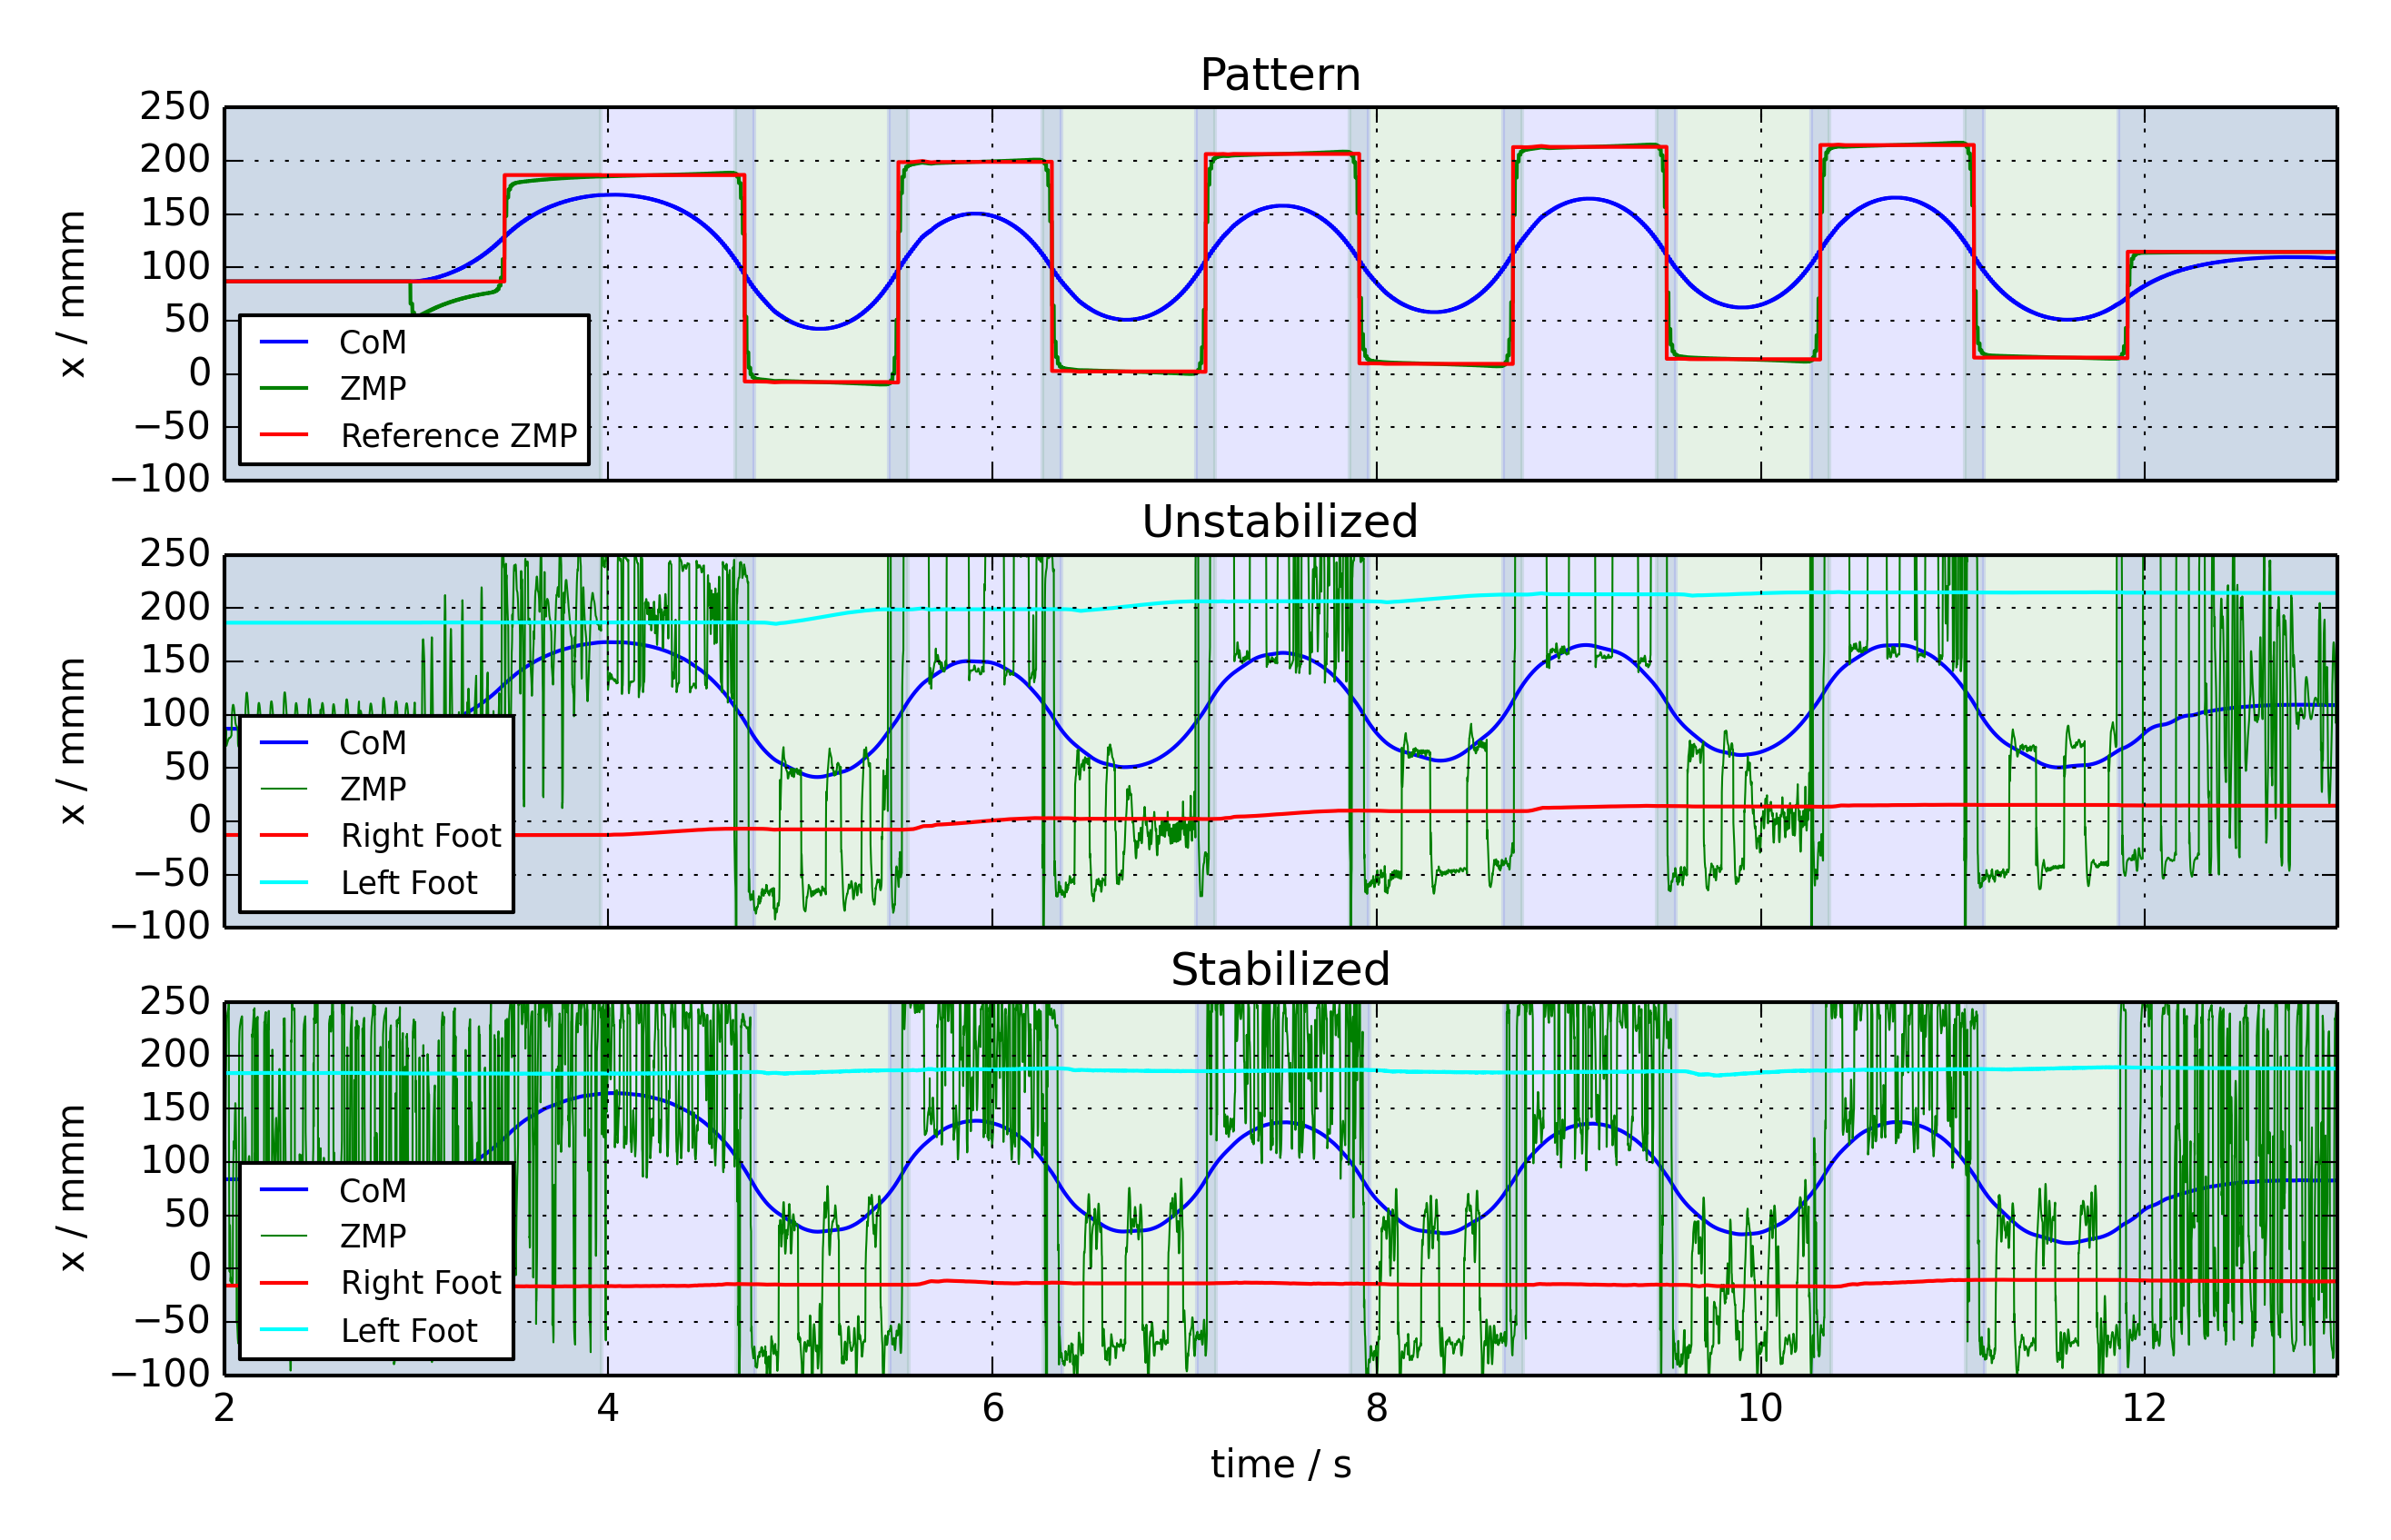 Pattern
250
200
150
100
50
0
−50
−100
x / mmm
CoM
ZMP
Reference ZMP
Unstabilized
250
200
150
100
50
0
−50
−100
x / mmm
CoM
ZMP
Right Foot
Left Foot
Stabilized
250
200
150
100
50
0
−50
−100
x / mmm
CoM
ZMP
Right Foot
Left Foot
2 4 6 8 10 12
time / s